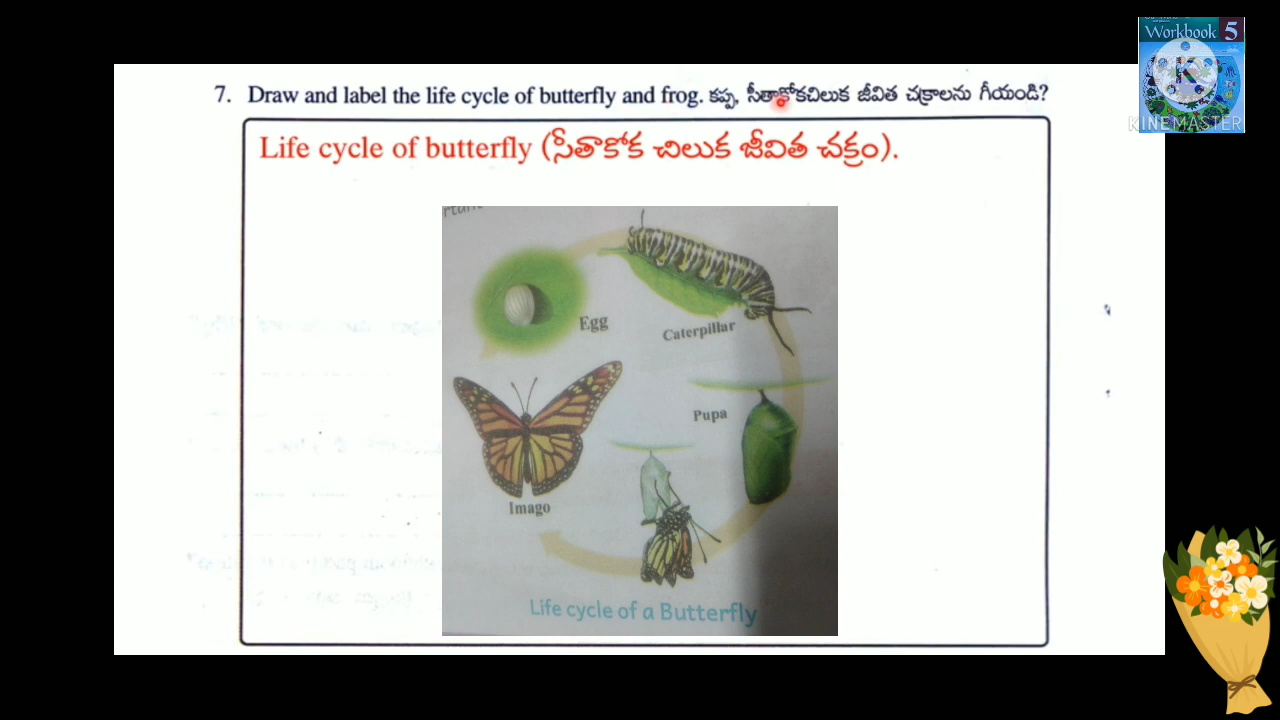 7. Draw and label the life cycle of butterfly and frog. కప్ప, సీతాకోకచిలుక జీవిత చక్రాలను గీయండి?
Workbook 5
K
KINEMASTER
Life cycle of butterfly (సీతాకోక చిలుక జీవిత చక్రం).
Egg
Caterpillar
Pupa
Imago
Life cycle of a Butterfly